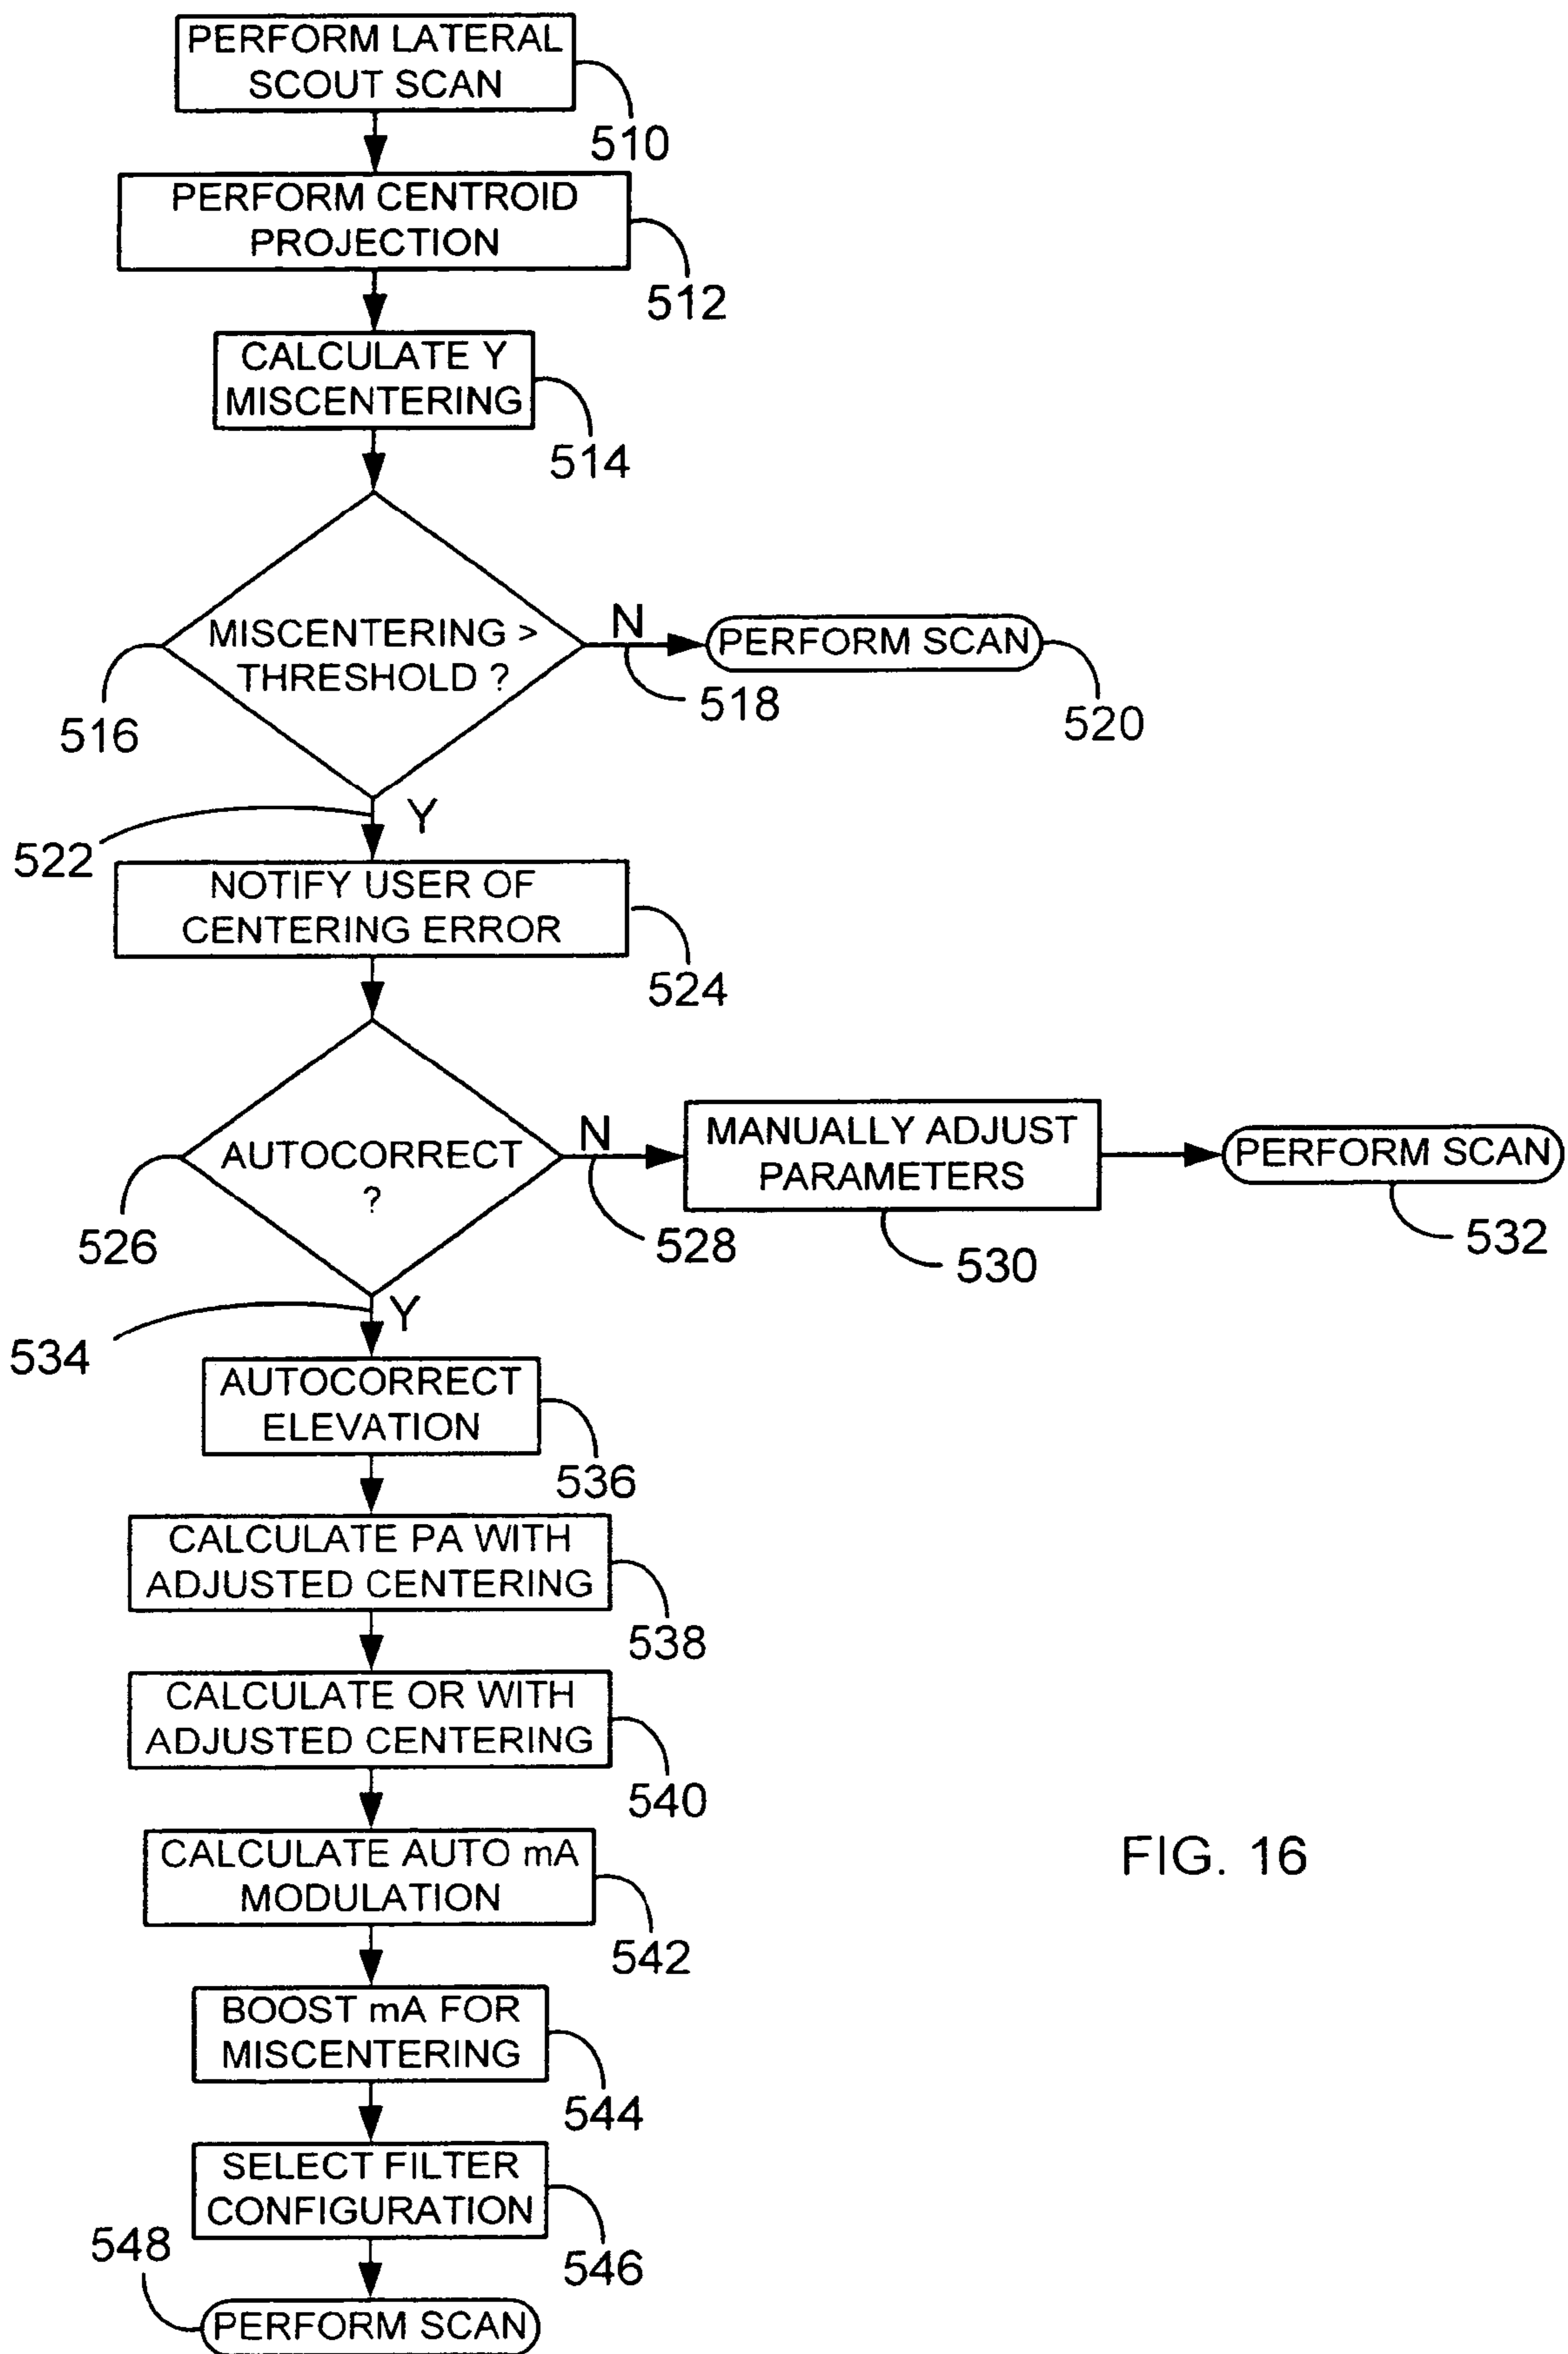 PERFORM LATERAL
SCOUT SCAN
510
PERFORM CENTROID
PROJECTION
512
CALCULATE Y
MISCENTERING
514
MISCENTERING >
THRESHOLD ?
516
N
518
PERFORM SCAN
520
522
Y
NOTIFY USER OF
CENTERING ERROR
524
AUTOCORRECT
?
526
N
528
MANUALLY ADJUST
PARAMETERS
530
PERFORM SCAN
532
534
Y
AUTOCORRECT
ELEVATION
536
CALCULATE PA WITH
ADJUSTED CENTERING
538
CALCULATE OR WITH
ADJUSTED CENTERING
540
CALCULATE AUTO mA
MODULATION
542
FIG. 16
BOOST mA FOR
MISCENTERING
544
SELECT FILTER
CONFIGURATION
546
548
PERFORM SCAN